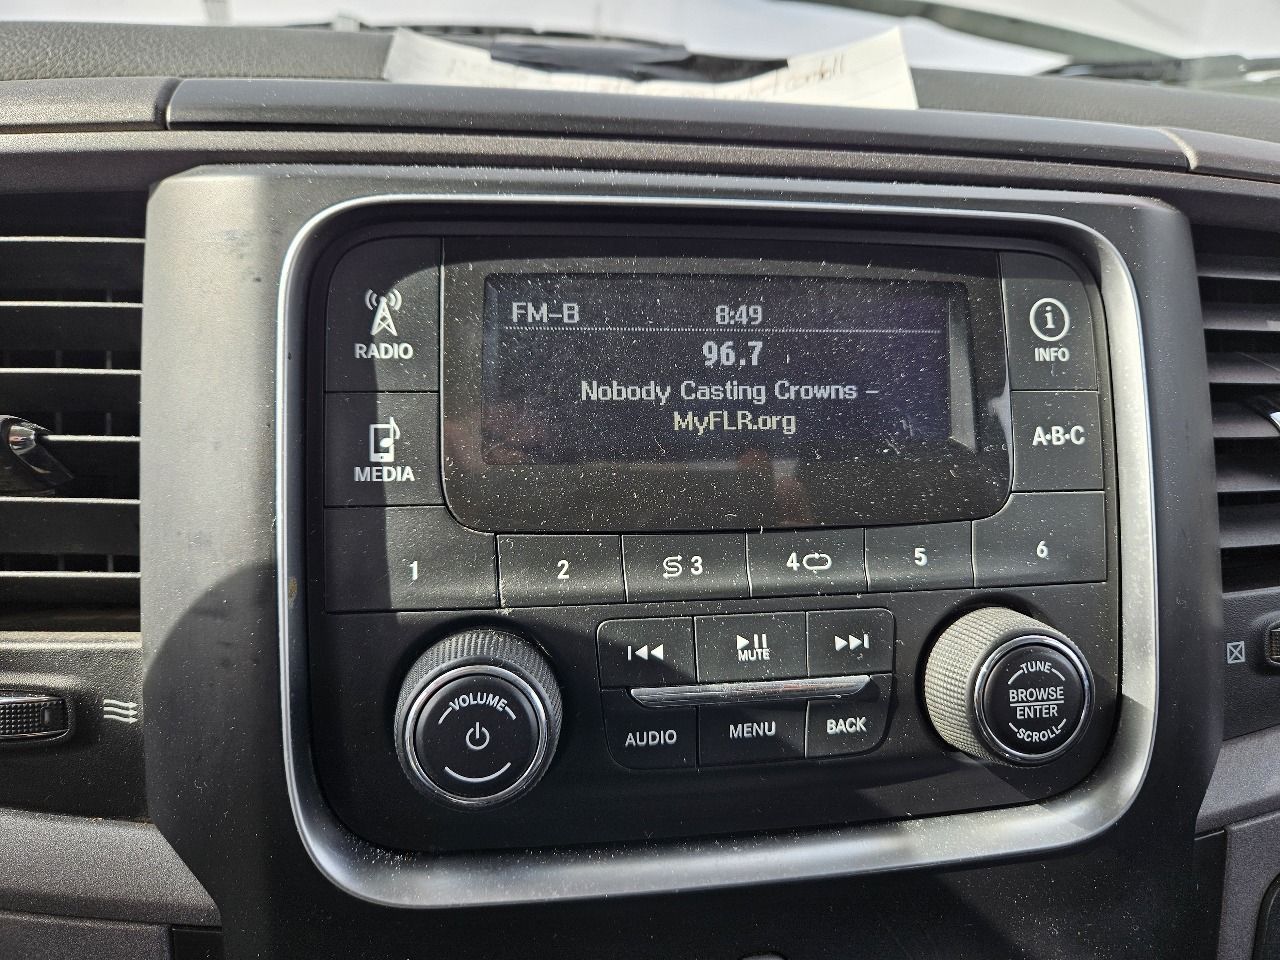 FM-B 8:49
96.7
Nobody Casting Crowns -
MyFLR.org
RADIO
MEDIA
INFO
A•B•C
1 2 3 4 5 6
VOLUME
MUTE
AUDIO MENU BACK
TUNE
BROWSE
ENTER
SCROLL